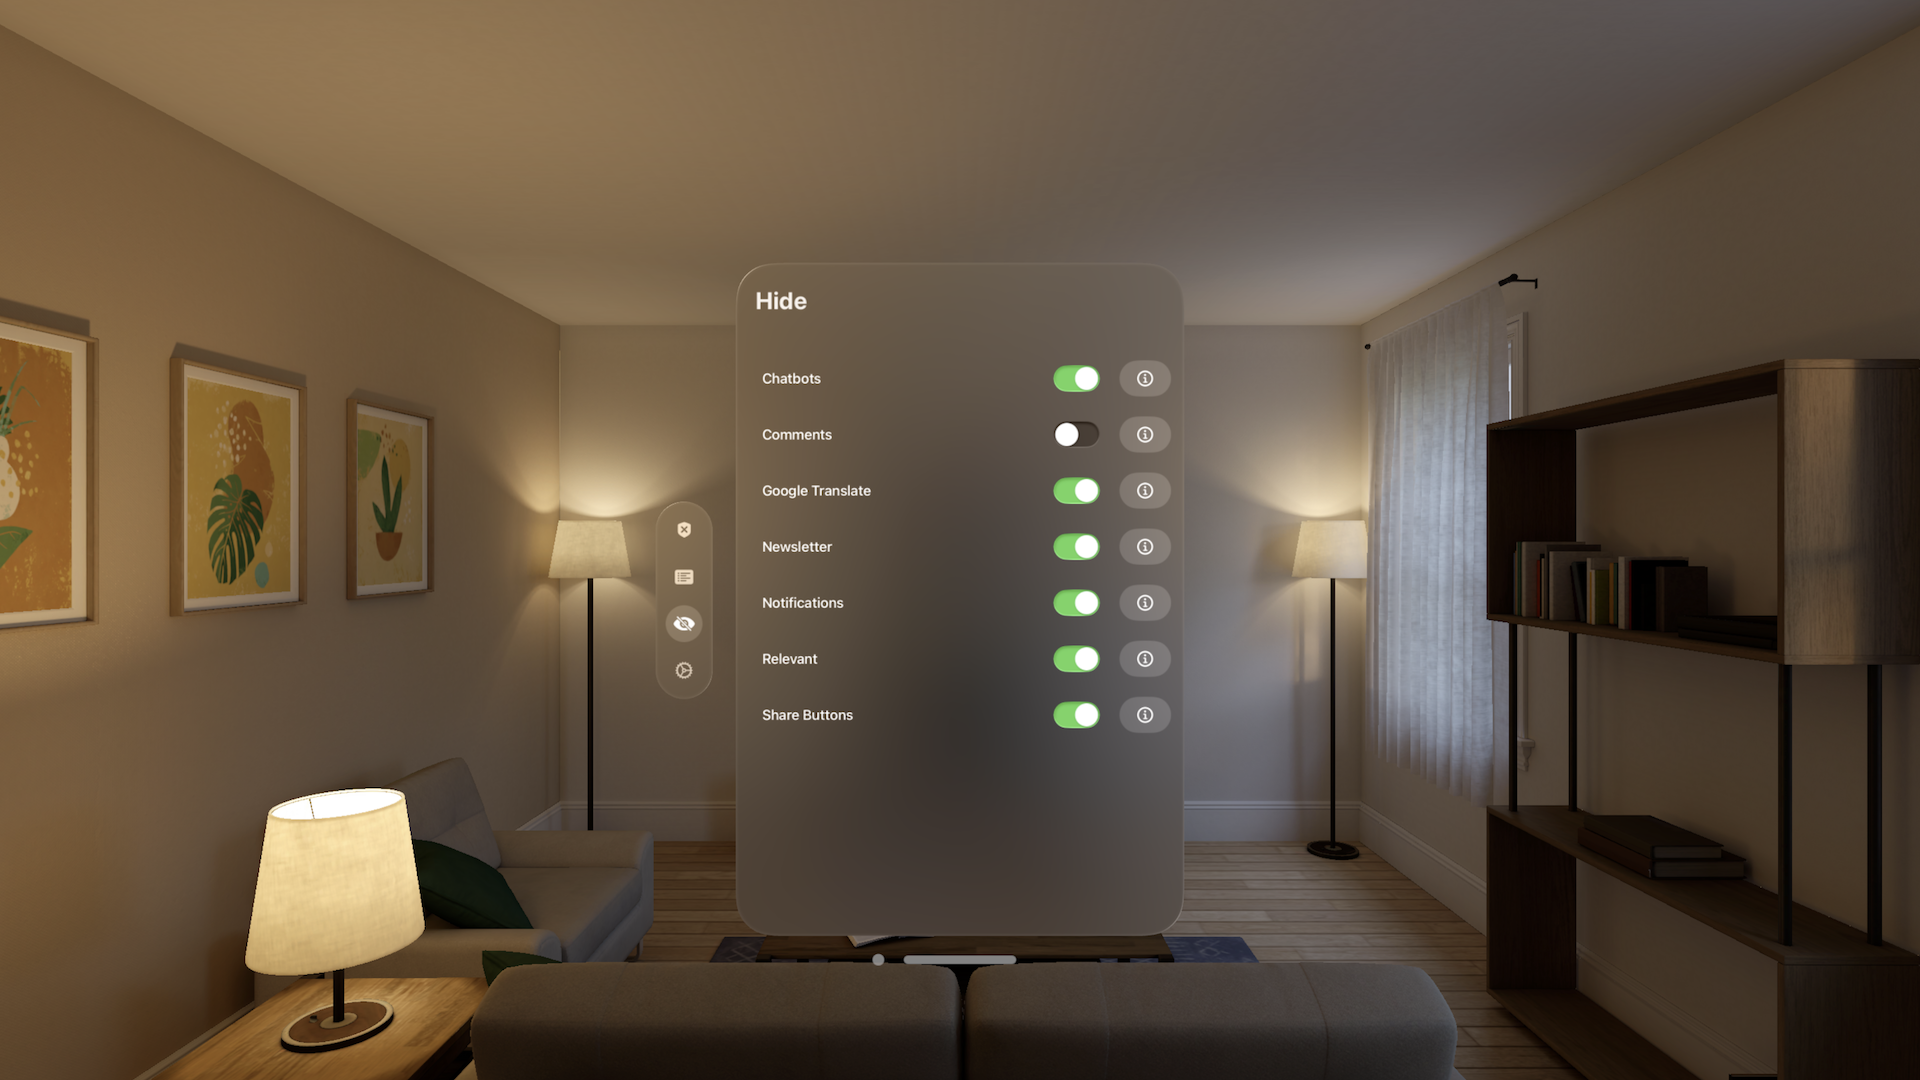 Hide
Chatbots
Comments
Google Translate
Newsletter
Notifications
Relevant
Share Buttons